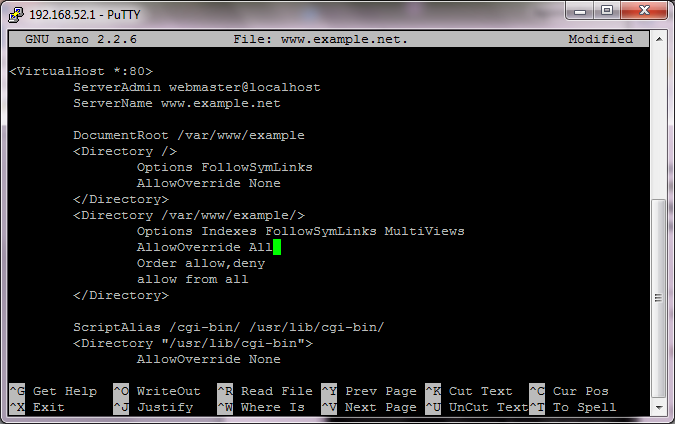 192.168.52.1 - PuTTY
GNU nano 2.2.6 File: www.example.net. Modified
<VirtualHost *:80>
ServerAdmin webmaster@localhost
ServerName www.example.net
DocumentRoot /var/www/example
<Directory />
Options FollowSymLinks
AllowOverride None
</Directory>
<Directory /var/www/example/>
Options Indexes FollowSymLinks MultiViews
AllowOverride All
Order allow,deny
allow from all
</Directory>
ScriptAlias /cgi-bin/ /usr/lib/cgi-bin/
<Directory "/usr/lib/cgi-bin">
AllowOverride None
^G Get Help ^O WriteOut ^R Read File ^Y Prev Page ^K Cut Text ^C Cur Pos
^X Exit ^J Justify ^W Where Is ^V Next Page ^U UnCut Text^T To Spell